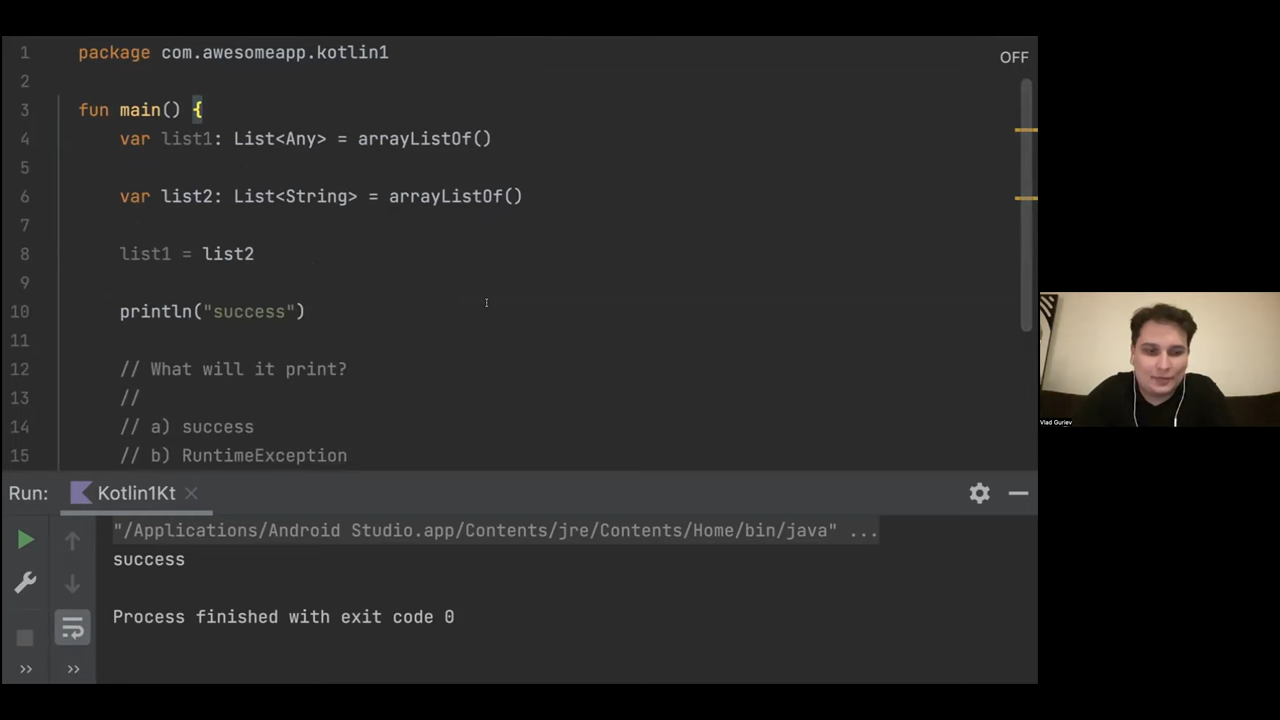 1 package com.awesomeapp.kotlin1
OFF
2
3 fun main() {
4 var list1: List<Any> = arrayListOf()
5
6 var list2: List<String> = arrayListOf()
7
8 list1 = list2
9
10 println("success")
11
12 // What will it print?
13 //
14 // a) success
15 // b) RuntimeException
Vlad Guriev
Run: Kotlin1Kt
"/Applications/Android Studio.app/Contents/jre/Contents/Home/bin/java" ...
success
Process finished with exit code 0